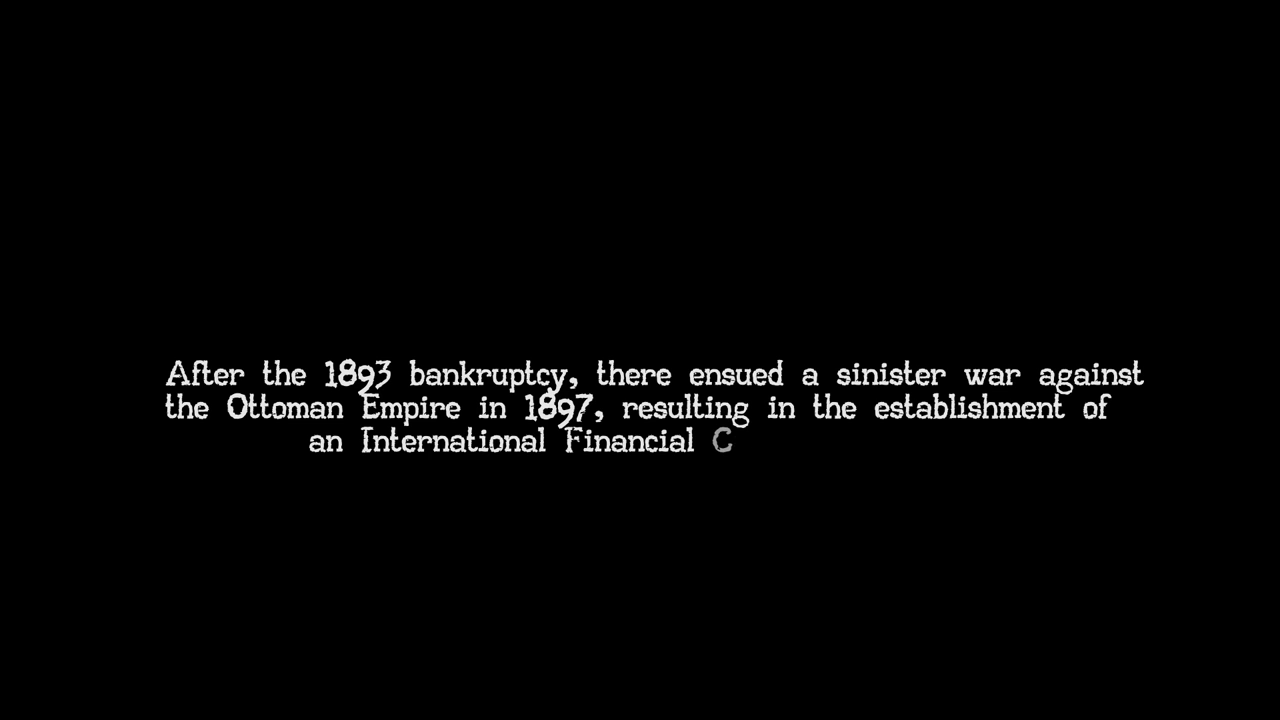 After the 1893 bankruptcy, there ensued a sinister war against
the Ottoman Empire in 1897, resulting in the establishment of
an International Financial C